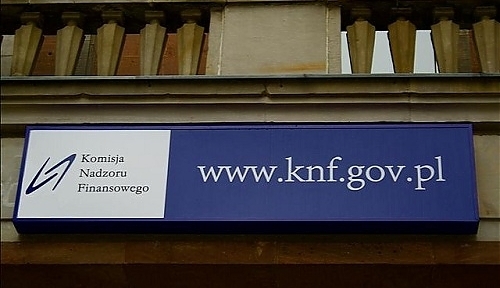 Komisja
Nadzoru
Finansowego
www.knf.gov.pl